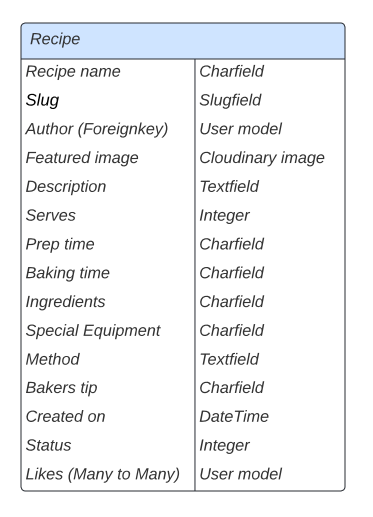 Recipe
Recipe name Charfield
Slug Slugfield
Author (Foreignkey) User model
Featured image Cloudinary image
Description Textfield
Serves Integer
Prep time Charfield
Baking time Charfield
Ingredients Charfield
Special Equipment Charfield
Method Textfield
Bakers tip Charfield
Created on DateTime
Status Integer
Likes (Many to Many) User model